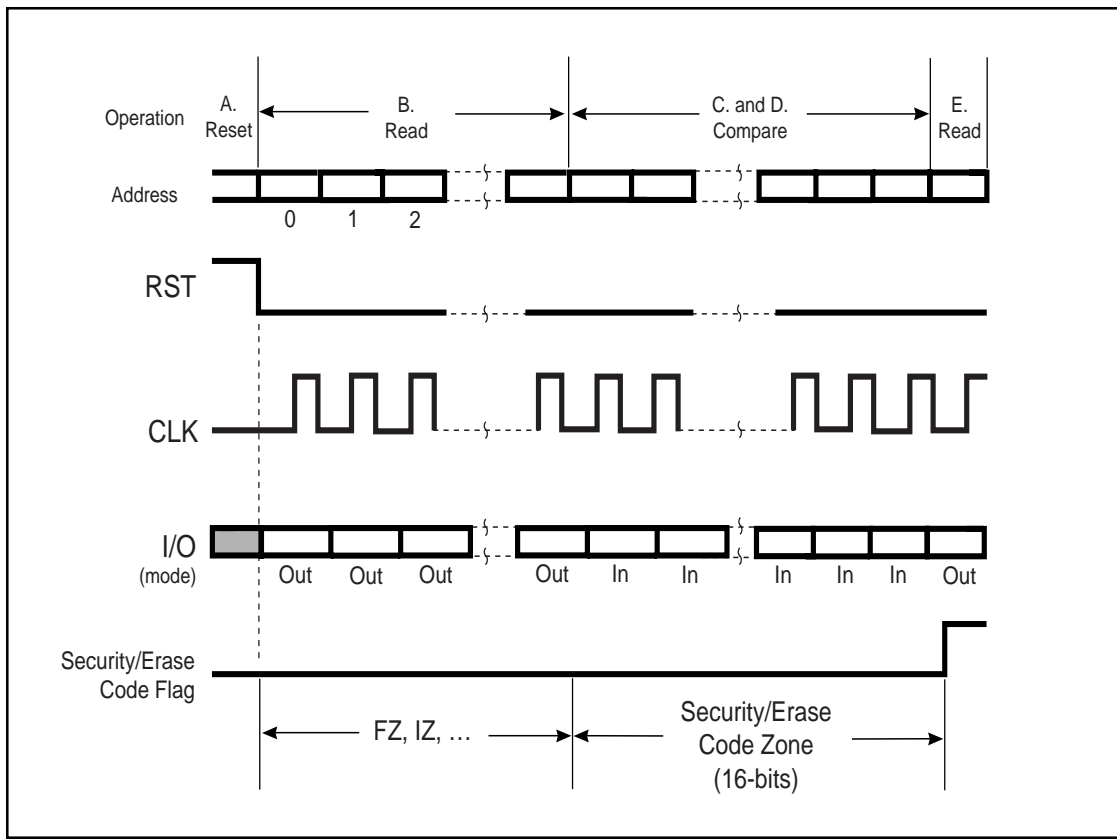 Operation
A.
Reset
B.
Read
C. and D.
Compare
E.
Read
Address
0 1 2
RST
CLK
I/O
(mode)
Out Out Out Out In In In In In Out
Security/Erase
Code Flag
FZ, IZ, …
Security/Erase
Code Zone
(16-bits)